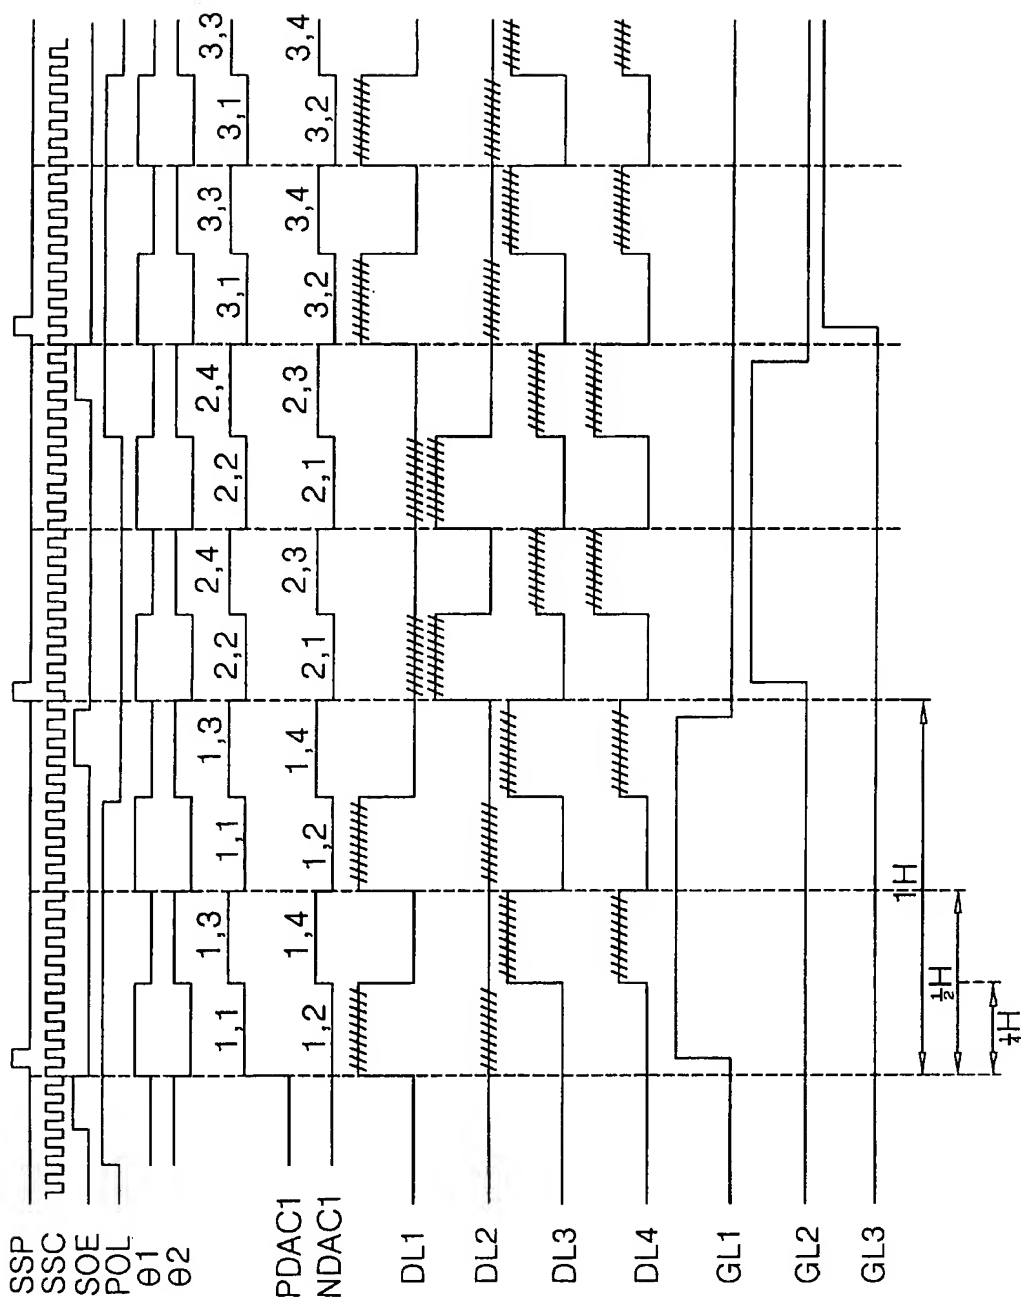 SSP
SSC
SOE
POL
θ1
θ2
PDAC1 1,1 1,3 1,1 1,3 2,2 2,4 2,2 2,4 3,1 3,3 3,1 3,3
NDAC1 1,2 1,4 1,2 1,4 2,1 2,3 2,1 2,3 3,2 3,4 3,2 3,4
DL1
DL2
DL3
DL4
GL1
GL2
GL3
1H
½H
¼H